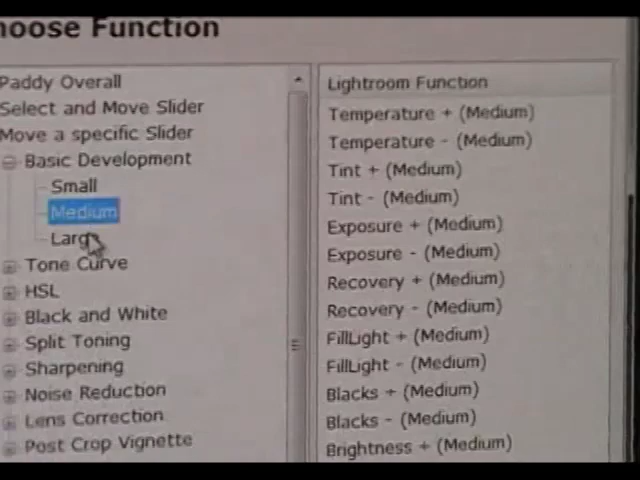 hoose Function
Paddy Overall
Select and Move Slider
Move a specific Slider
Basic Development
Small
Medium
Larg
Tone Curve
HSL
Black and White
Split Toning
Sharpening
Noise Reduction
Lens Correction
Post Crop Vignette
Lightroom Function
Temperature + (Medium)
Temperature - (Medium)
Tint + (Medium)
Tint - (Medium)
Exposure + (Medium)
Exposure - (Medium)
Recovery + (Medium)
Recovery - (Medium)
FillLight + (Medium)
FillLight - (Medium)
Blacks + (Medium)
Blacks - (Medium)
Brightness + (Medium)